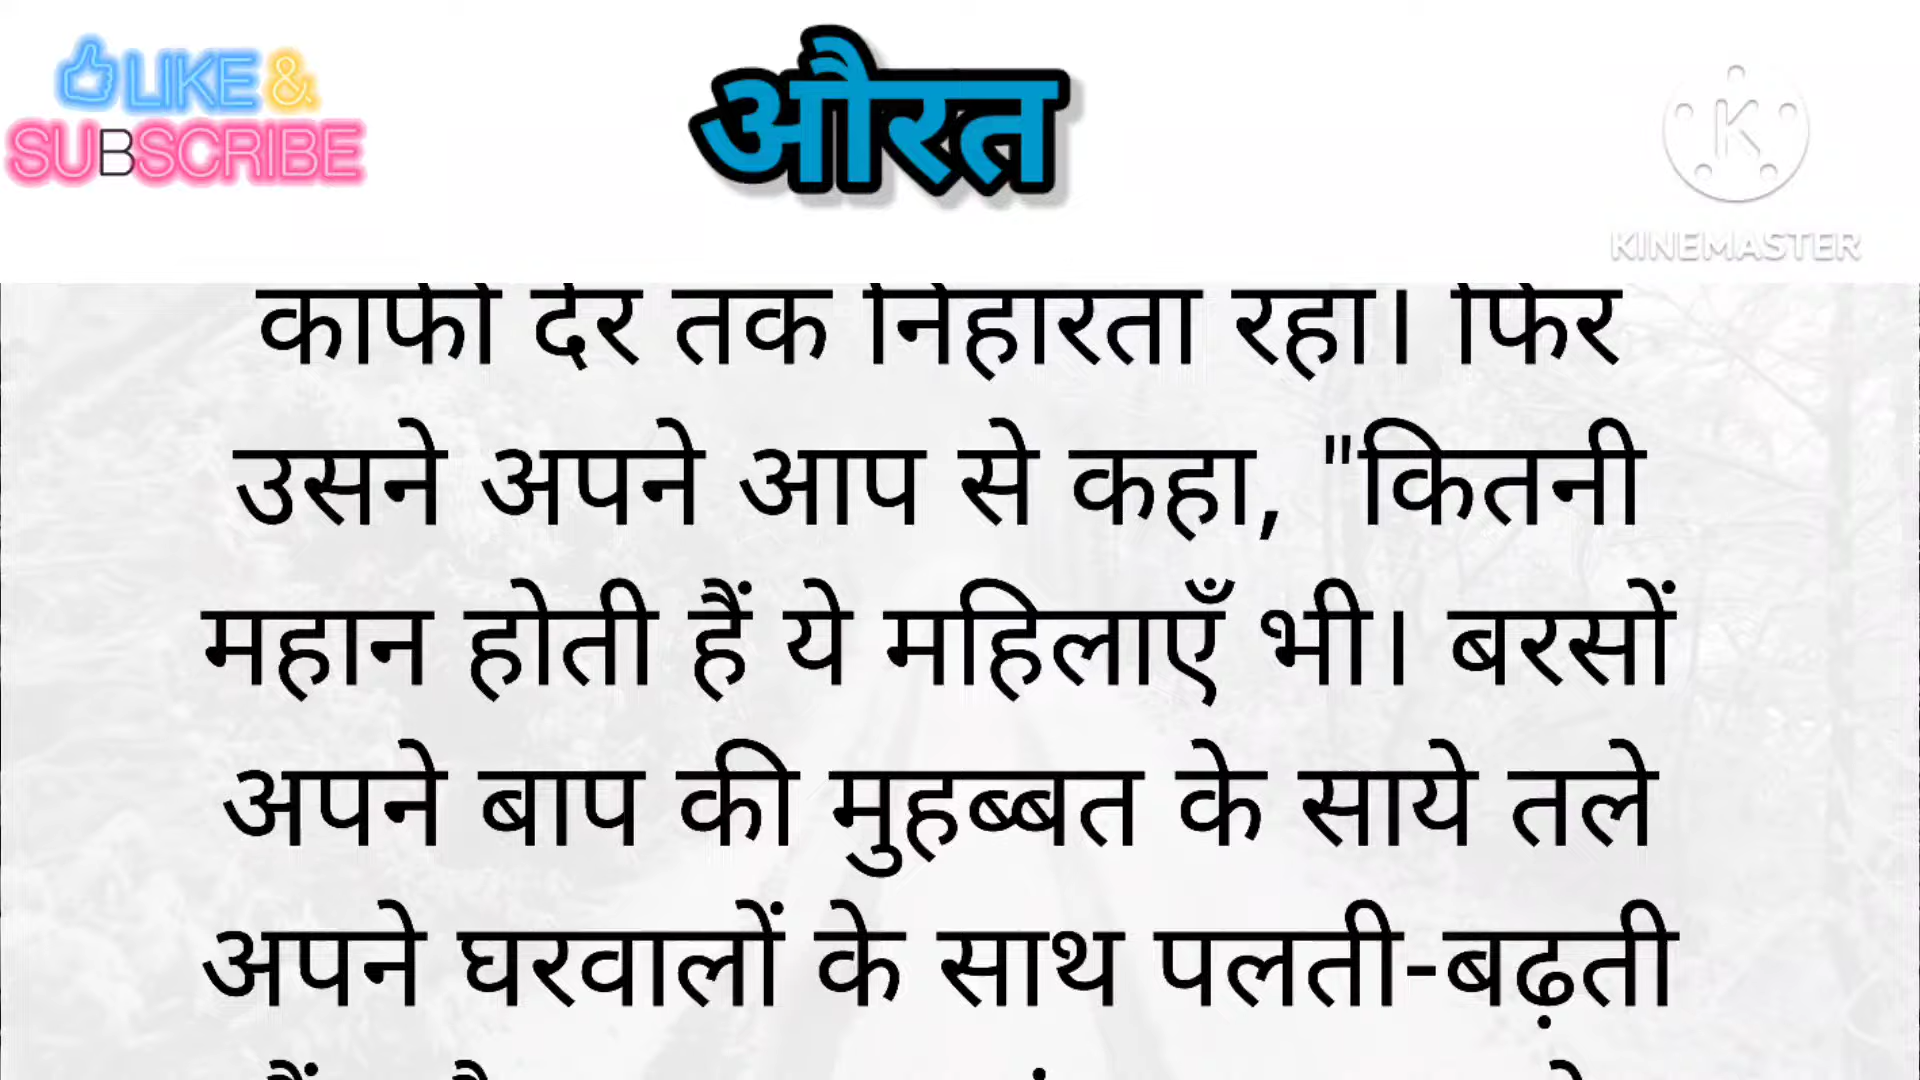 LIKE &
SUBSCRIBE
औरत
KINEMASTER
काफी देर तक निहारता रहा। फिर
उसने अपने आप से कहा, "कितनी
महान होती हैं ये महिलाएँ भी। बरसों
अपने बाप की मुहब्बत के साये तले
अपने घरवालों के साथ पलती-बढ़ती